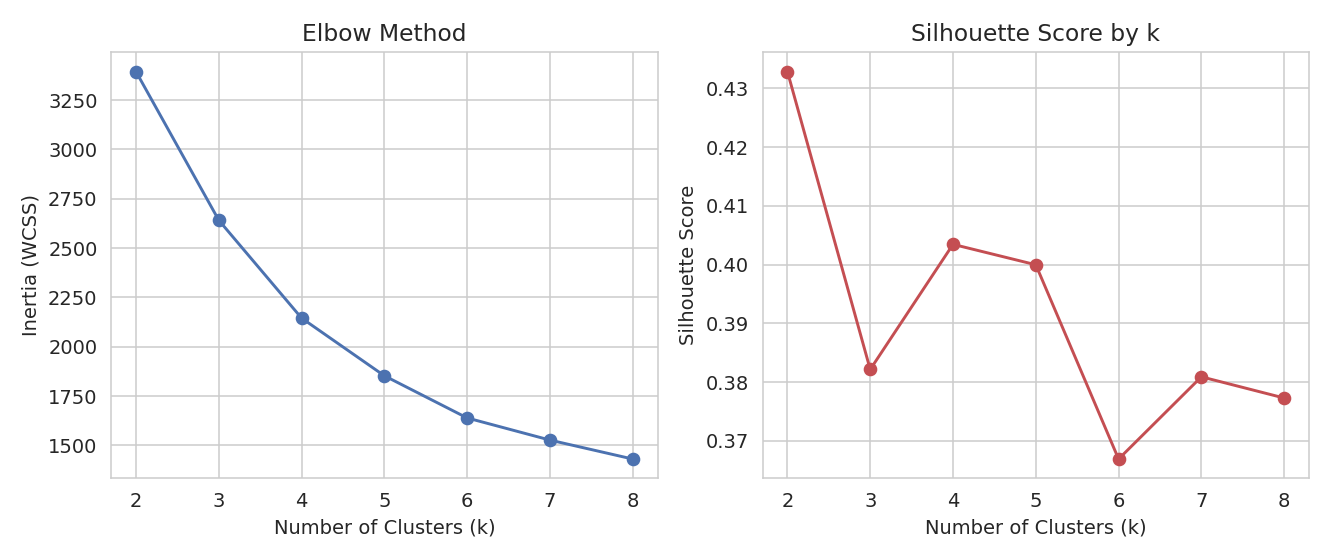 Elbow Method
Inertia (WCSS)
3250
3000
2750
2500
2250
2000
1750
1500
2 3 4 5 6 7 8
Number of Clusters (k)
Silhouette Score by k
Silhouette Score
0.43
0.42
0.41
0.40
0.39
0.38
0.37
2 3 4 5 6 7 8
Number of Clusters (k)